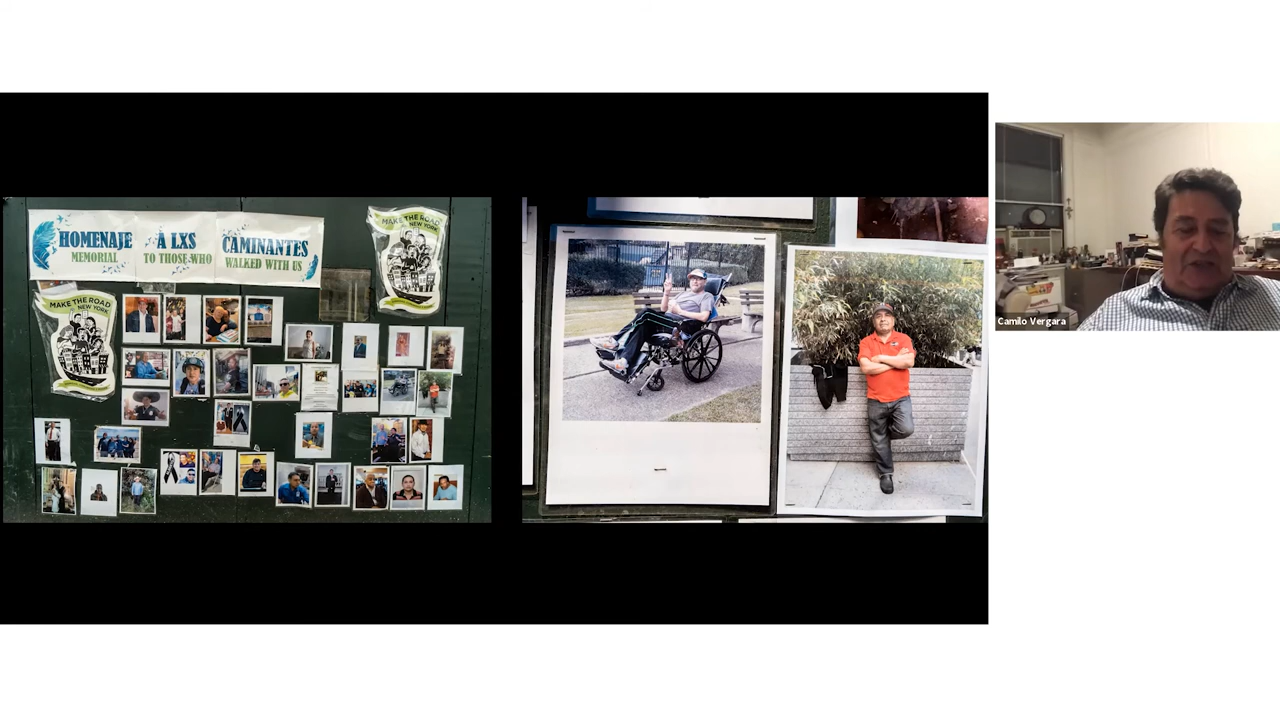 HOMENAJE
MEMORIAL
A LXS
TO THOSE WHO
CAMINANTES
WALKED WITH US
MAKE THE ROAD
NEW YORK
MAKE THE ROAD
NEW YORK
Camilo Vergara